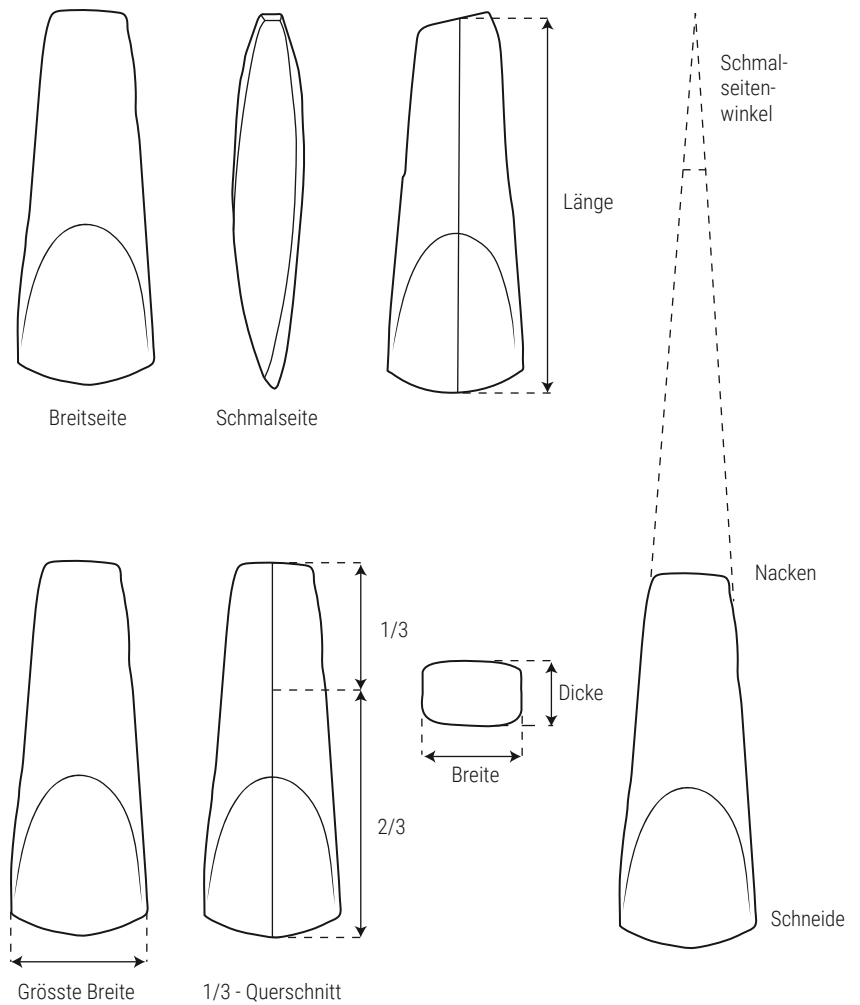 Schmal-
seiten-
winkel
Länge
Breitseite
Schmalseite
Nacken
1/3
Dicke
Breite
2/3
Schneide
Grösste Breite
1/3 - Querschnitt